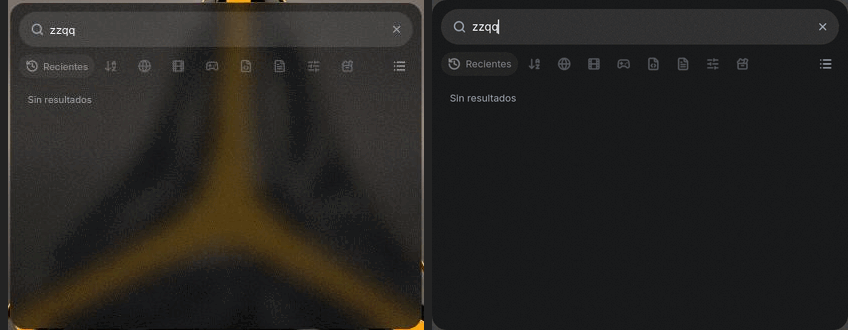 zzqq
Recientes
Sin resultados
zzqq
Recientes
Sin resultados